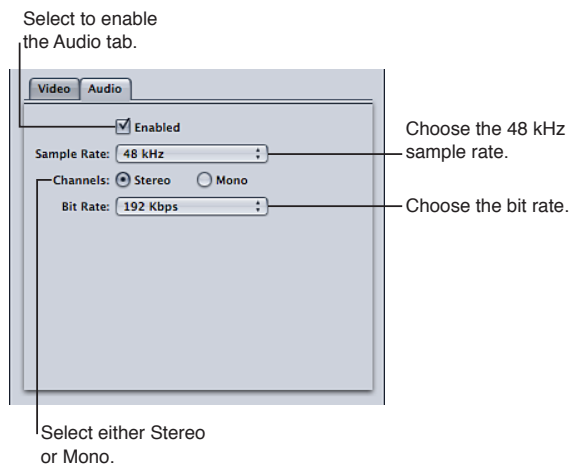 Select to enable
the Audio tab.
Video Audio
Enabled
Choose the 48 kHz
sample rate.
Sample Rate: 48 kHz
Channels: Stereo Mono
Bit Rate: 192 Kbps
Choose the bit rate.
Select either Stereo
or Mono.